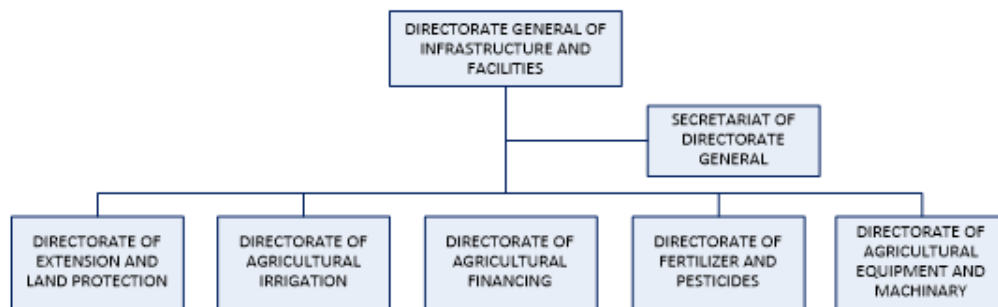 DIRECTORATE GENERAL OF
INFRASTRUCTURE AND
FACILITIES
SECRETARIAT OF
DIRECTORATE
GENERAL
DIRECTORATE OF
EXTENSION AND
LAND PROTECTION
DIRECTORATE OF
AGRICULTURAL
IRRIGATION
DIRECTORATE OF
AGRICULTURAL
FINANCING
DIRECTORATE OF
FERTILIZER AND
PESTICIDES
DIRECTORATE OF
AGRICULTURAL
EQUIPMENT AND
MACHINARY